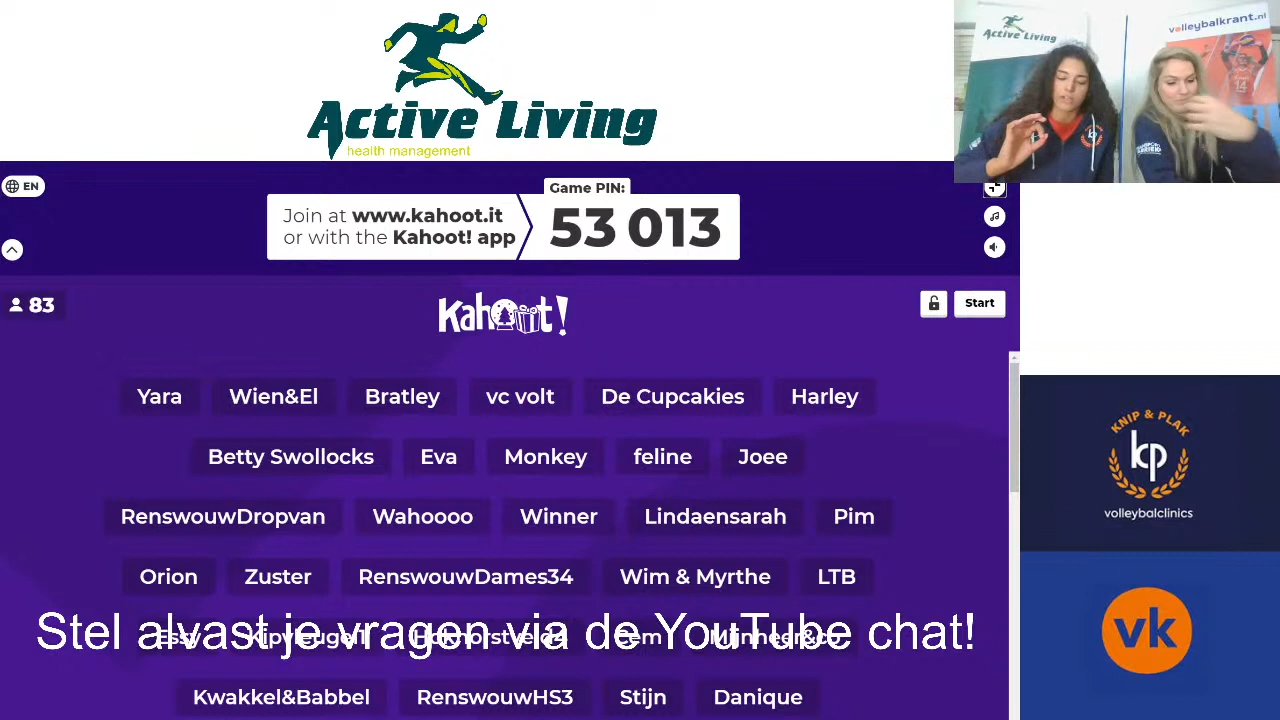 Active Living
health management
Active Living
volleybalkrant.nl
14
EN
Game PIN:
Join at www.kahoot.it
or with the Kahoot! app
53 013
83
Kahoot!
Start
Yara Wien&El Bratley vc volt De Cupcakies Harley
Betty Swollocks Eva Monkey feline Joee
RenswouwDropvan Wahoooo Winner Lindaensarah Pim
Orion Zuster RenswouwDames34 Wim & Myrthe LTB
Stel alvast je vragen via de YouTube chat!
Kwakkel&Babbel RenswouwHS3 Stijn Danique
KNIP & PLAK
kp
volleybalclinics
vk